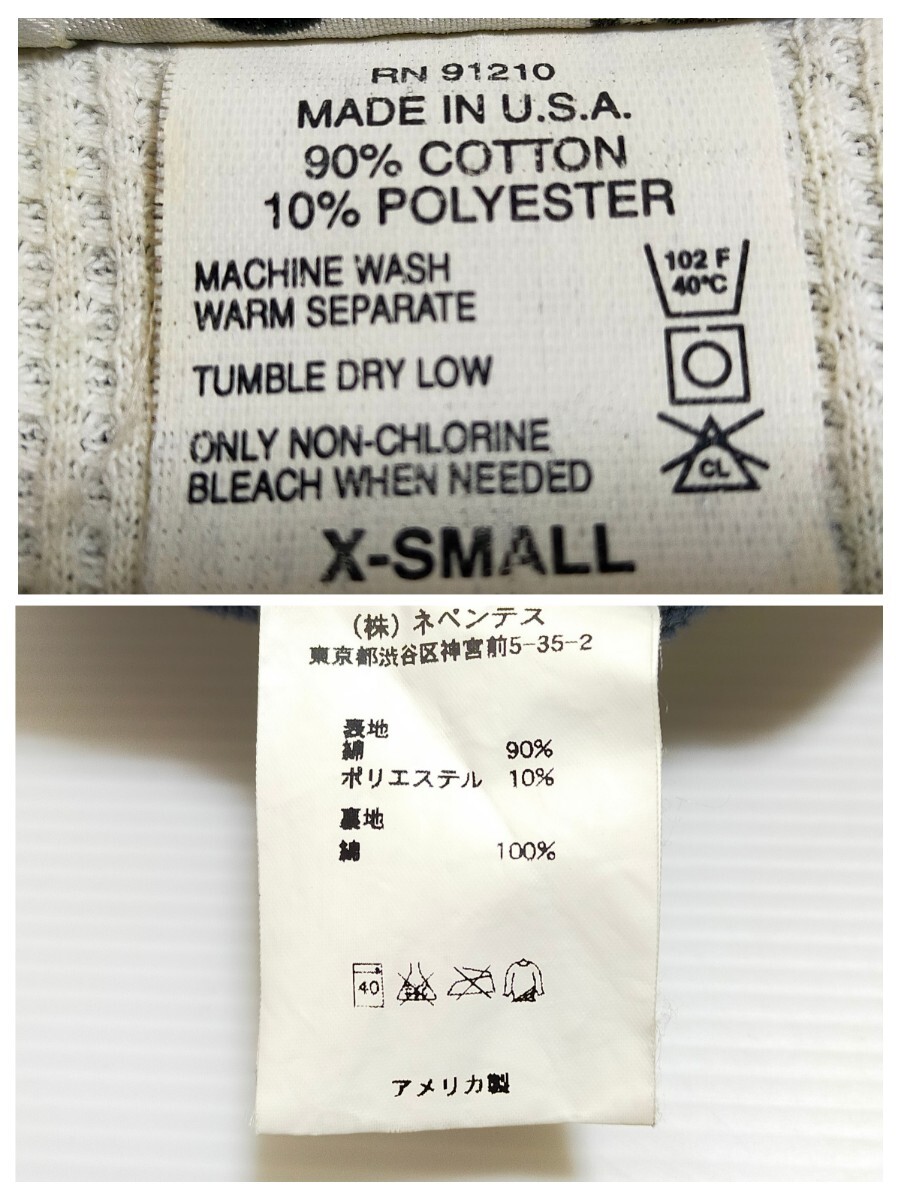 RN 91210
MADE IN U.S.A.
90% COTTON
10% POLYESTER
MACHINE WASH
WARM SEPARATE
102 F
40°C
TUMBLE DRY LOW
ONLY NON-CHLORINE
BLEACH WHEN NEEDED
CL
X-SMALL
(株)ネペンテス
東京都渋谷区神宮前5-35-2
表地
綿 90%
ポリエステル 10%
裏地
綿 100%
40
アメリカ製